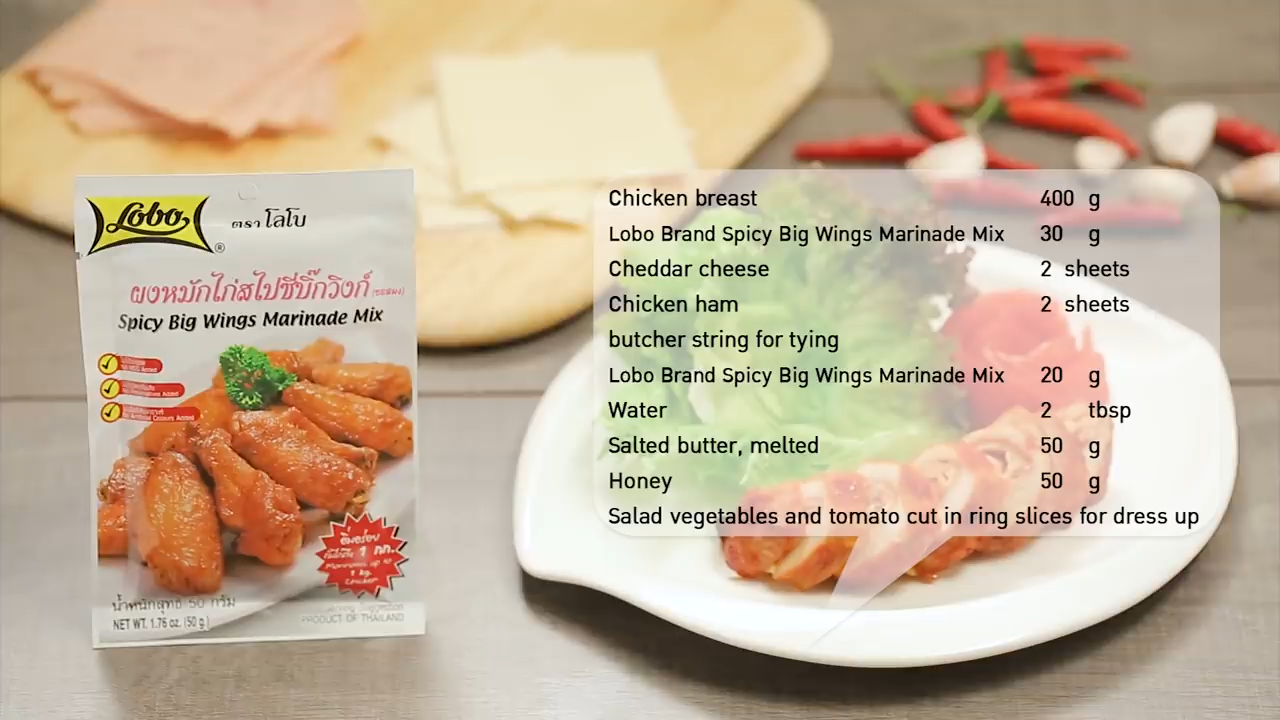 Lobo
®
ตราโลโบ
ผงหมักไก่สไปซี่บิ๊กวิงก์
Spicy Big Wings Marinade Mix
น้ำหนักสุทธิ 50 กรัม
NET WT. 1.76 oz. (50 g.)
PRODUCT OF THAILAND
Chicken breast 400 g
Lobo Brand Spicy Big Wings Marinade Mix 30 g
Cheddar cheese 2 sheets
Chicken ham 2 sheets
butcher string for tying
Lobo Brand Spicy Big Wings Marinade Mix 20 g
Water 2 tbsp
Salted butter, melted 50 g
Honey 50 g
Salad vegetables and tomato cut in ring slices for dress up